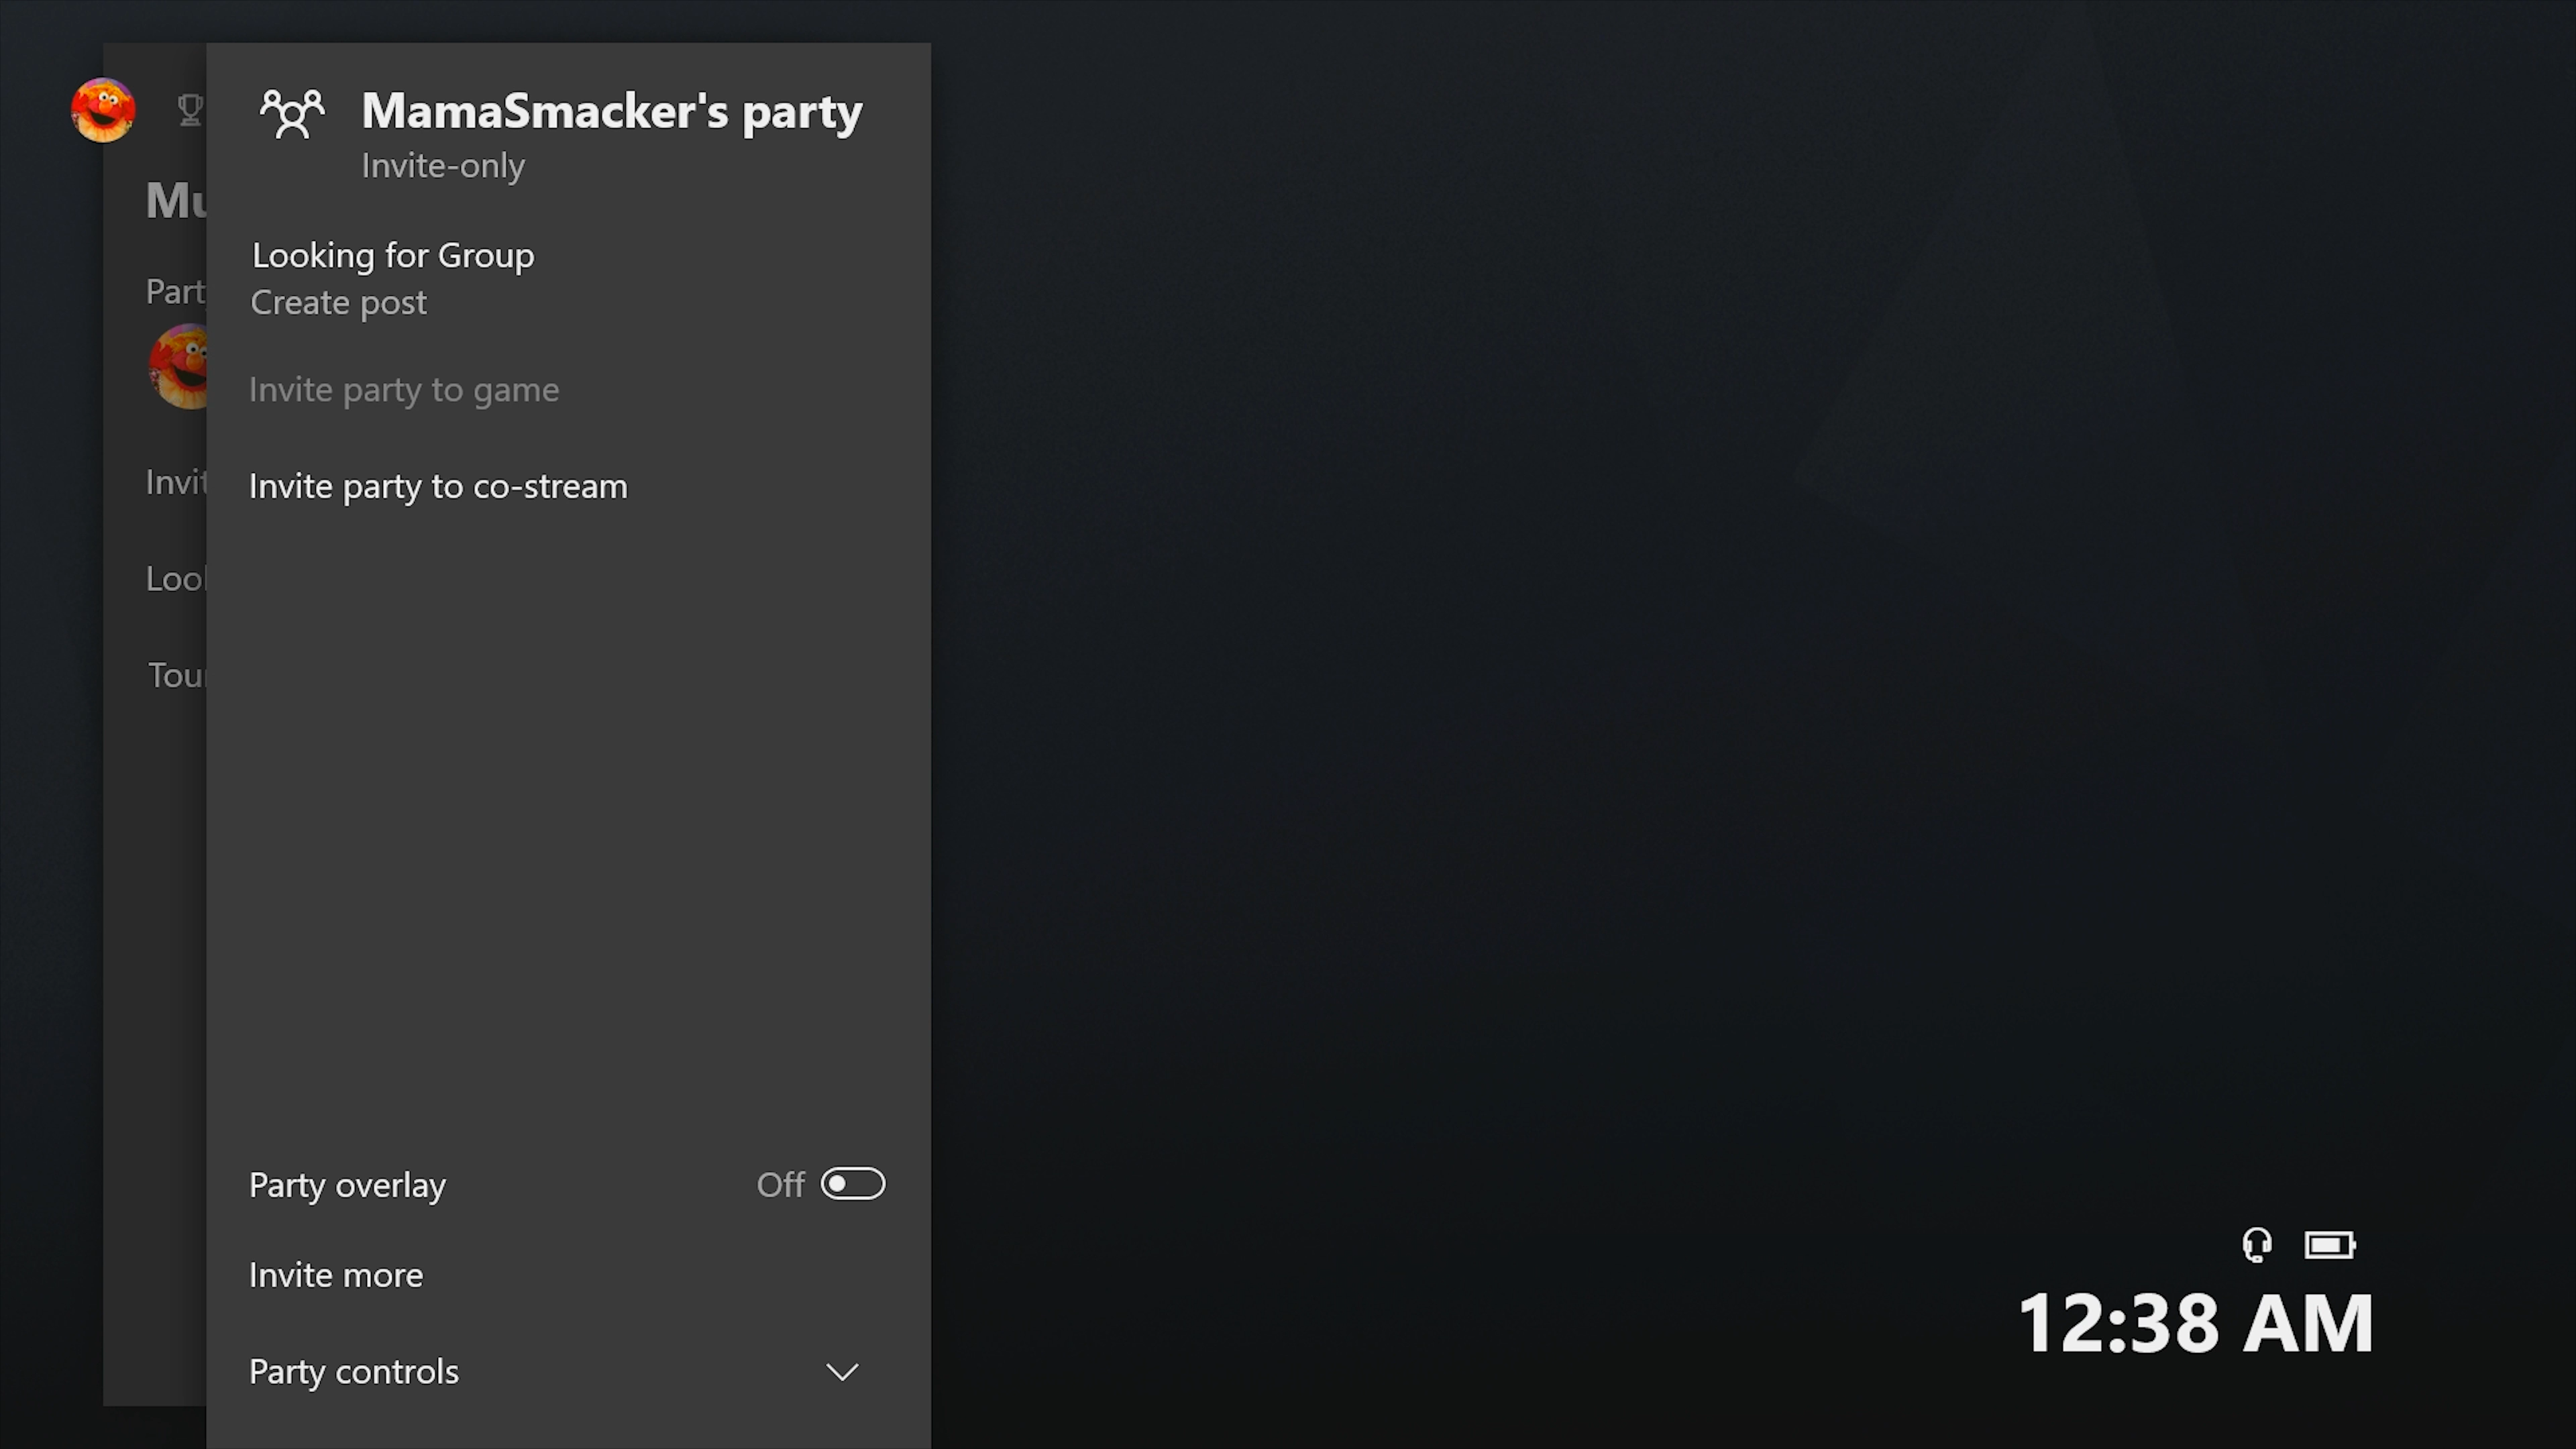 MamaSmacker's party
Invite-only
Looking for Group
Create post
Invite party to game
Invite party to co-stream
Party overlay
Off
Invite more
Party controls
12:38 AM